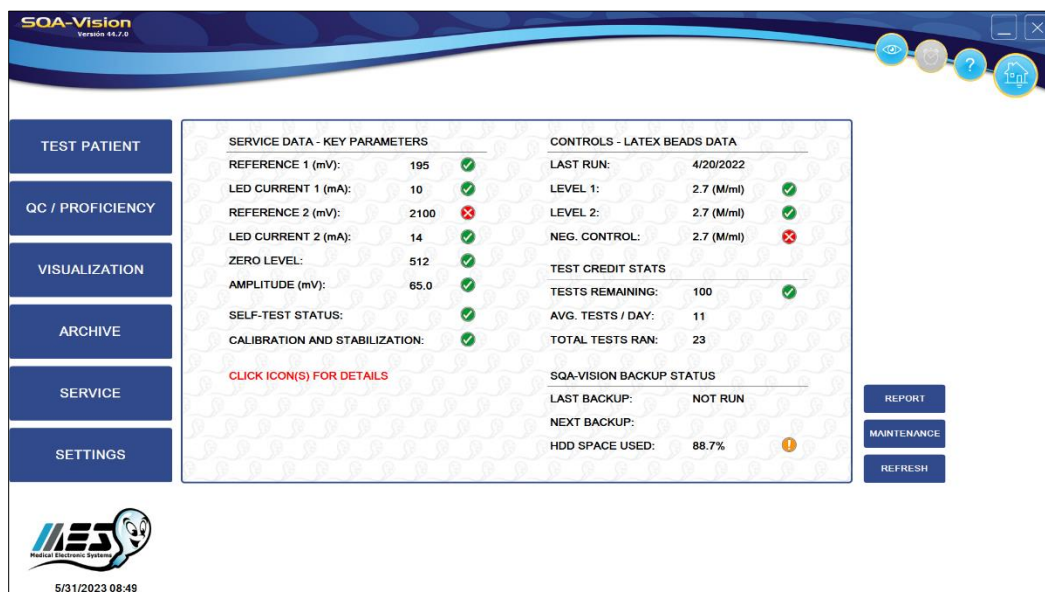 SQA-Vision
Versión 44.7.0
?
TEST PATIENT
QC / PROFICIENCY
VISUALIZATION
ARCHIVE
SERVICE
SETTINGS
SERVICE DATA - KEY PARAMETERS
REFERENCE 1 (mV): 195
LED CURRENT 1 (mA): 10
REFERENCE 2 (mV): 2100
LED CURRENT 2 (mA): 14
ZERO LEVEL: 512
AMPLITUDE (mV): 65.0
SELF-TEST STATUS:
CALIBRATION AND STABILIZATION:
CLICK ICON(S) FOR DETAILS
CONTROLS - LATEX BEADS DATA
LAST RUN: 4/20/2022
LEVEL 1: 2.7 (M/ml)
LEVEL 2: 2.7 (M/ml)
NEG. CONTROL: 2.7 (M/ml)
TEST CREDIT STATS
TESTS REMAINING: 100
AVG. TESTS / DAY: 11
TOTAL TESTS RAN: 23
SQA-VISION BACKUP STATUS
LAST BACKUP: NOT RUN
NEXT BACKUP:
HDD SPACE USED: 88.7%
REPORT
MAINTENANCE
REFRESH
MES
Medical Electronic Systems
5/31/2023 08:49